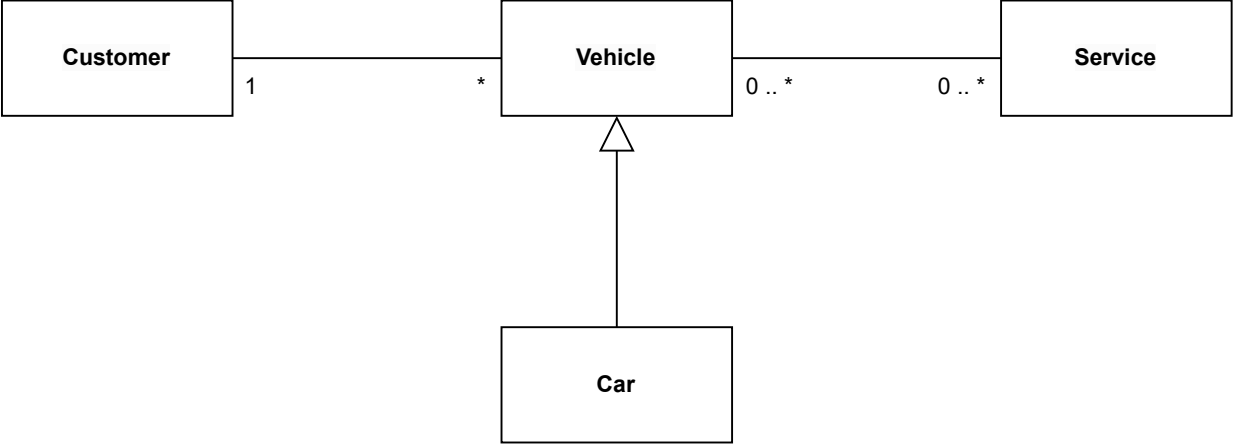 Customer
Vehicle
Service
1
*
0 .. *
0 .. *
Car